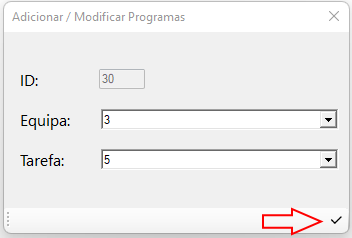 Adicionar / Modificar Programas
ID: 30
Equipa: 3
Tarefa: 5